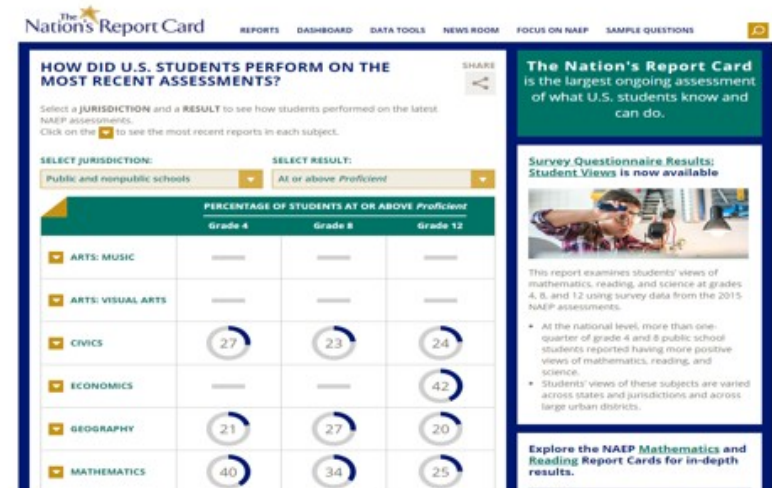 The
Nation's Report Card
REPORTS DASHBOARD DATA TOOLS NEWS ROOM FOCUS ON NAEP SAMPLE QUESTIONS
HOW DID U.S. STUDENTS PERFORM ON THE
MOST RECENT ASSESSMENTS?
SHARE
Select a JURISDICTION and a RESULT to see how students performed on the latest
NAEP assessments.
Click on the to see the most recent reports in each subject.
SELECT JURISDICTION: SELECT RESULT:
Public and nonpublic schools At or above Proficient
PERCENTAGE OF STUDENTS AT OR ABOVE Proficient
Grade 4 Grade 8 Grade 12
ARTS: MUSIC
ARTS: VISUAL ARTS
CIVICS 27 23 24
ECONOMICS 42
GEOGRAPHY 21 27 20
MATHEMATICS 40 34 25
The Nation's Report Card
is the largest ongoing assessment
of what U.S. students know and
can do.
Survey Questionnaire Results:
Student Views is now available
This report examines students' views of
mathematics, reading, and science at grades
4, 8, and 12 using survey data from the 2015
NAEP assessments.
• At the national level, more than one-
quarter of grade 4 and 8 public school
students reported having more positive
views of mathematics, reading, and
science.
• Students' views of these subjects are varied
across states and jurisdictions and across
large urban districts.
Explore the NAEP Mathematics and
Reading Report Cards for in-depth
results.